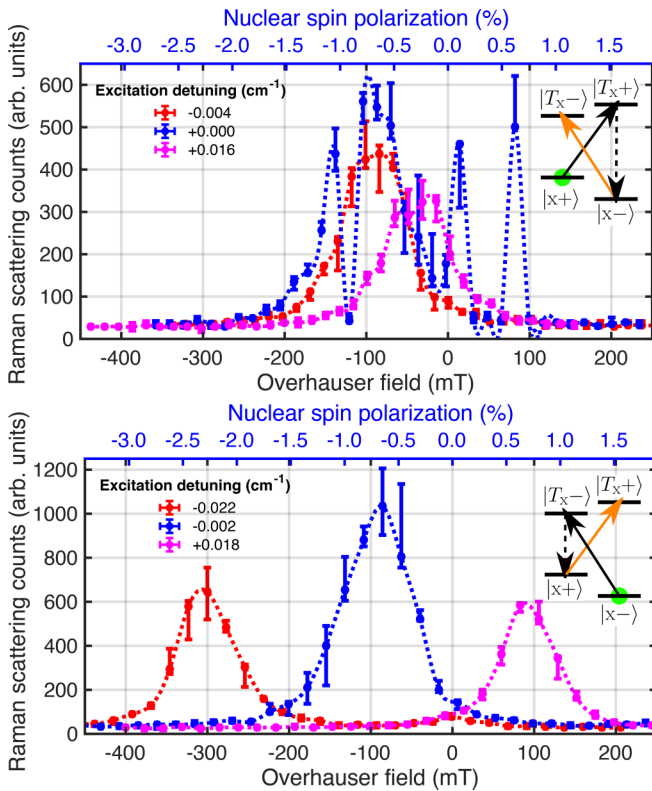 Nuclear spin polarization (%)
-3.0 -2.5 -2.0 -1.5 -1.0 -0.5 0.0 0.5 1.0 1.5
Raman scattering counts (arb. units)
600
500
400
300
200
100
0
Excitation detuning (cm⁻¹)
-0.004
+0.000
+0.016
|Tx−⟩ |Tx+⟩
|x+⟩ |x−⟩
-400 -300 -200 -100 0 100 200
Overhauser field (mT)
Nuclear spin polarization (%)
-3.0 -2.5 -2.0 -1.5 -1.0 -0.5 0.0 0.5 1.0 1.5
Raman scattering counts (arb. units)
1200
1000
800
600
400
200
0
Excitation detuning (cm⁻¹)
-0.022
-0.002
+0.018
|Tx−⟩ |Tx+⟩
|x+⟩ |x−⟩
-400 -300 -200 -100 0 100 200
Overhauser field (mT)